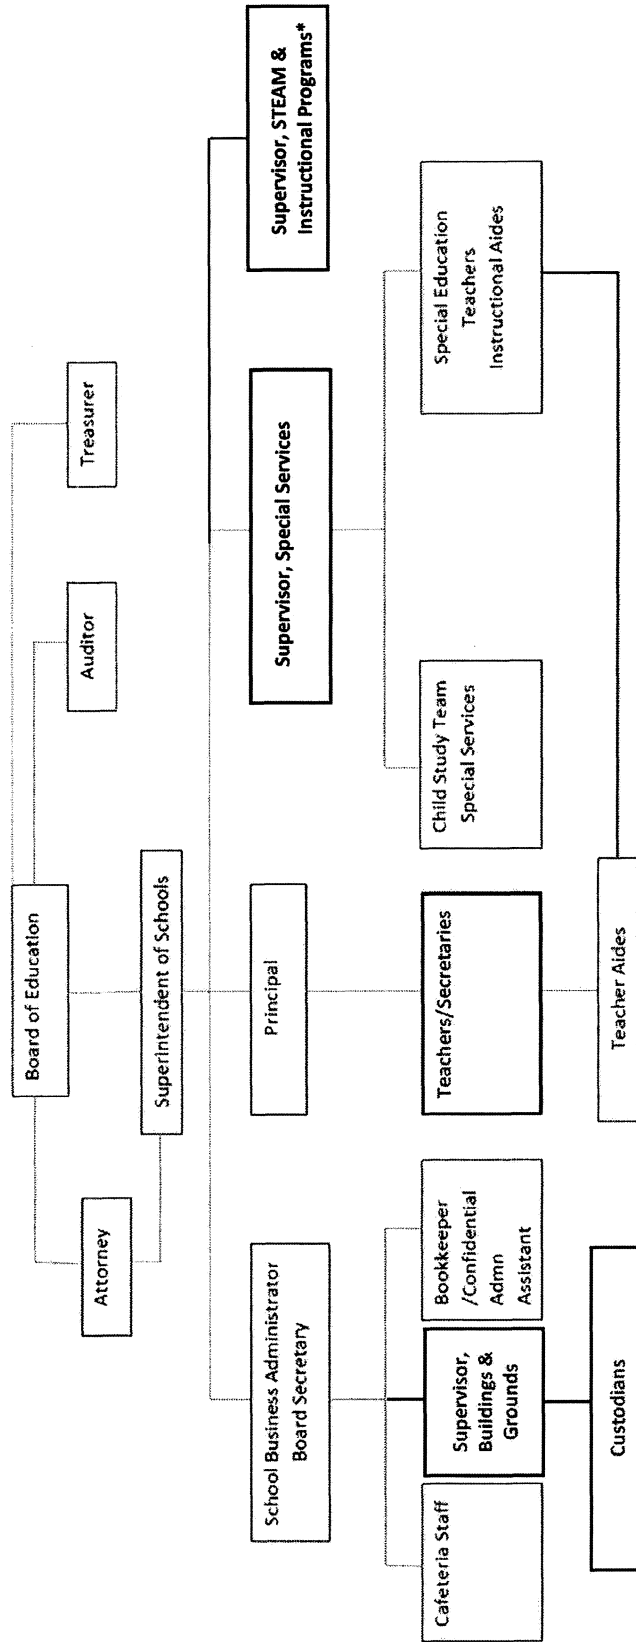 Board of Education
Attorney
Auditor
Treasurer
Superintendent of Schools
School Business Administrator
Board Secretary
Principal
Supervisor, Special Services
Supervisor, STEAM &
Instructional Programs*
Cafeteria Staff
Supervisor,
Buildings &
Grounds
Bookkeeper
/Confidential
Admn
Assistant
Teachers/Secretaries
Child Study Team
Special Services
Special Education
Teachers
Instructional Aides
Custodians
Teacher Aides